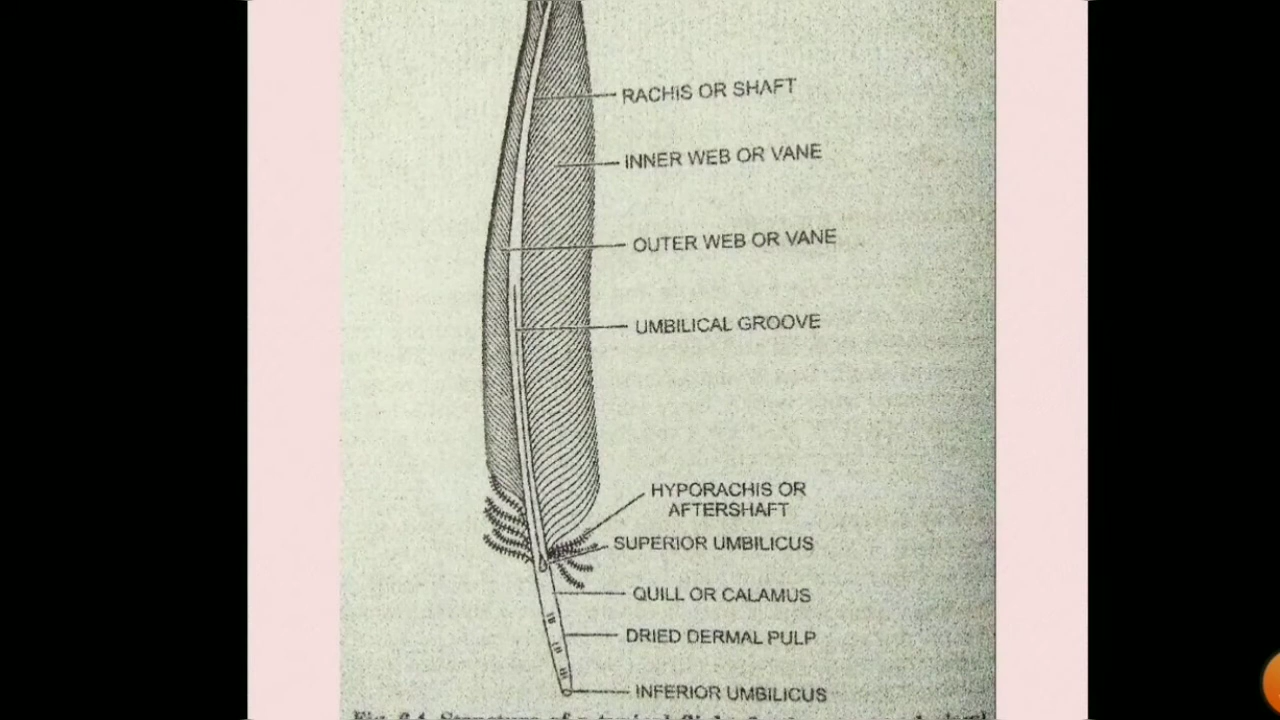 RACHIS OR SHAFT
INNER WEB OR VANE
OUTER WEB OR VANE
UMBILICAL GROOVE
HYPORACHIS OR
AFTERSHAFT
SUPERIOR UMBILICUS
QUILL OR CALAMUS
DRIED DERMAL PULP
INFERIOR UMBILICUS